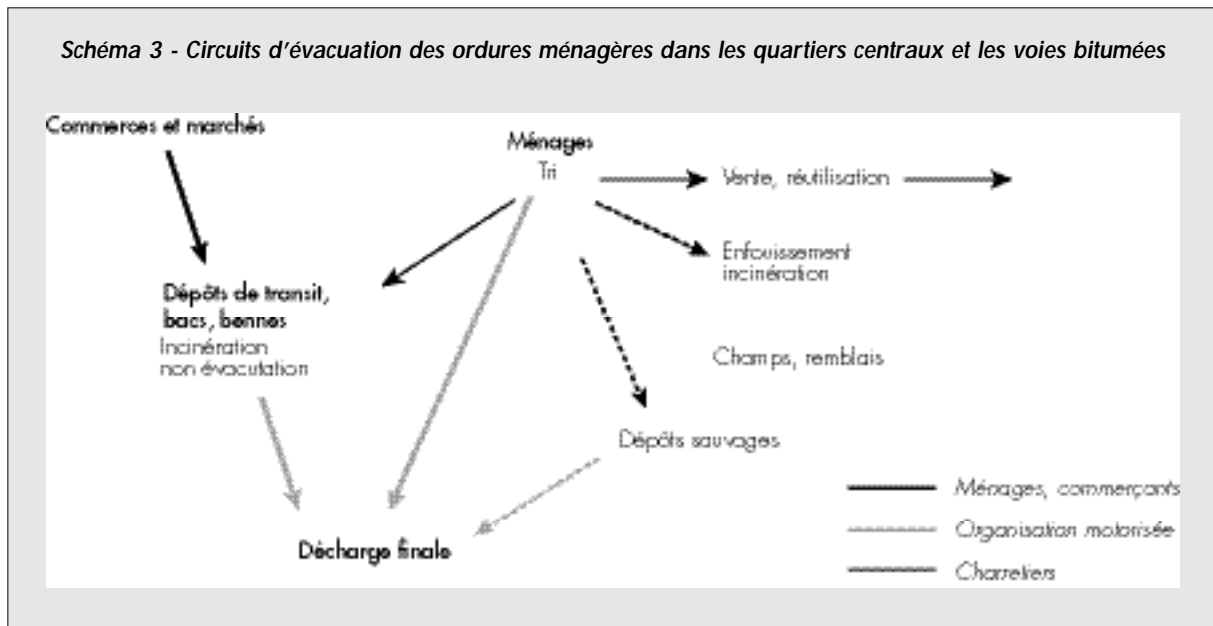 Schéma 3 - Circuits d'évacuation des ordures ménagères dans les quartiers centraux et les voies bitumées
Commerces et marchés
Ménages
Tri
Vente, réutilisation
Enfouissement
incinération
Dépôts de transit,
bacs, bennes
Incinération
non évacutation
Champs, remblais
Dépôts sauvages
Décharge finale
Ménages, commerçants
Organisation motorisée
Charretiers